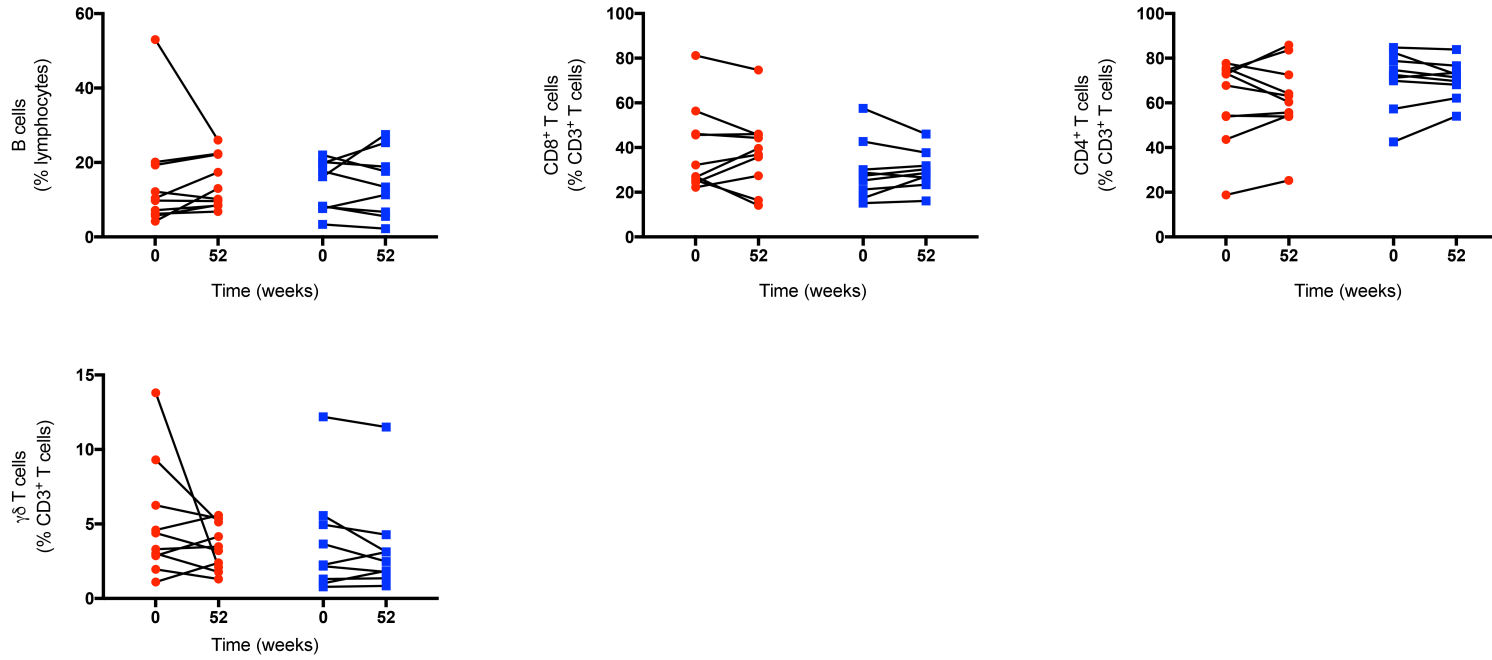 B cells
(% lymphocytes)
60
40
20
0
0 52 0 52
Time (weeks)
CD8⁺ T cells
(% CD3⁺ T cells)
100
80
60
40
20
0
0 52 0 52
Time (weeks)
CD4⁺ T cells
(% CD3⁺ T cells)
100
80
60
40
20
0
0 52 0 52
Time (weeks)
γδ T cells
(% CD3⁺ T cells)
15
10
5
0
0 52 0 52
Time (weeks)